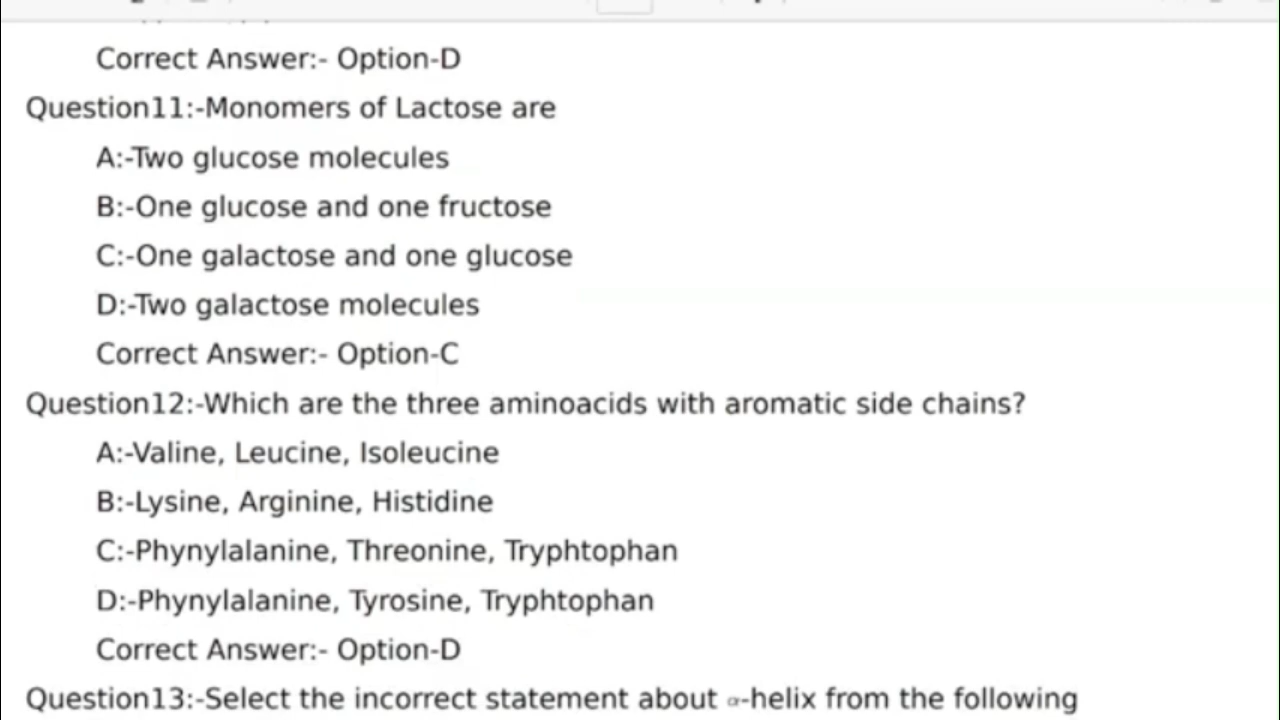 Correct Answer:- Option-D
Question11:-Monomers of Lactose are
A:-Two glucose molecules
B:-One glucose and one fructose
C:-One galactose and one glucose
D:-Two galactose molecules
Correct Answer:- Option-C
Question12:-Which are the three aminoacids with aromatic side chains?
A:-Valine, Leucine, Isoleucine
B:-Lysine, Arginine, Histidine
C:-Phynylalanine, Threonine, Tryphtophan
D:-Phynylalanine, Tyrosine, Tryphtophan
Correct Answer:- Option-D
Question13:-Select the incorrect statement about α-helix from the following